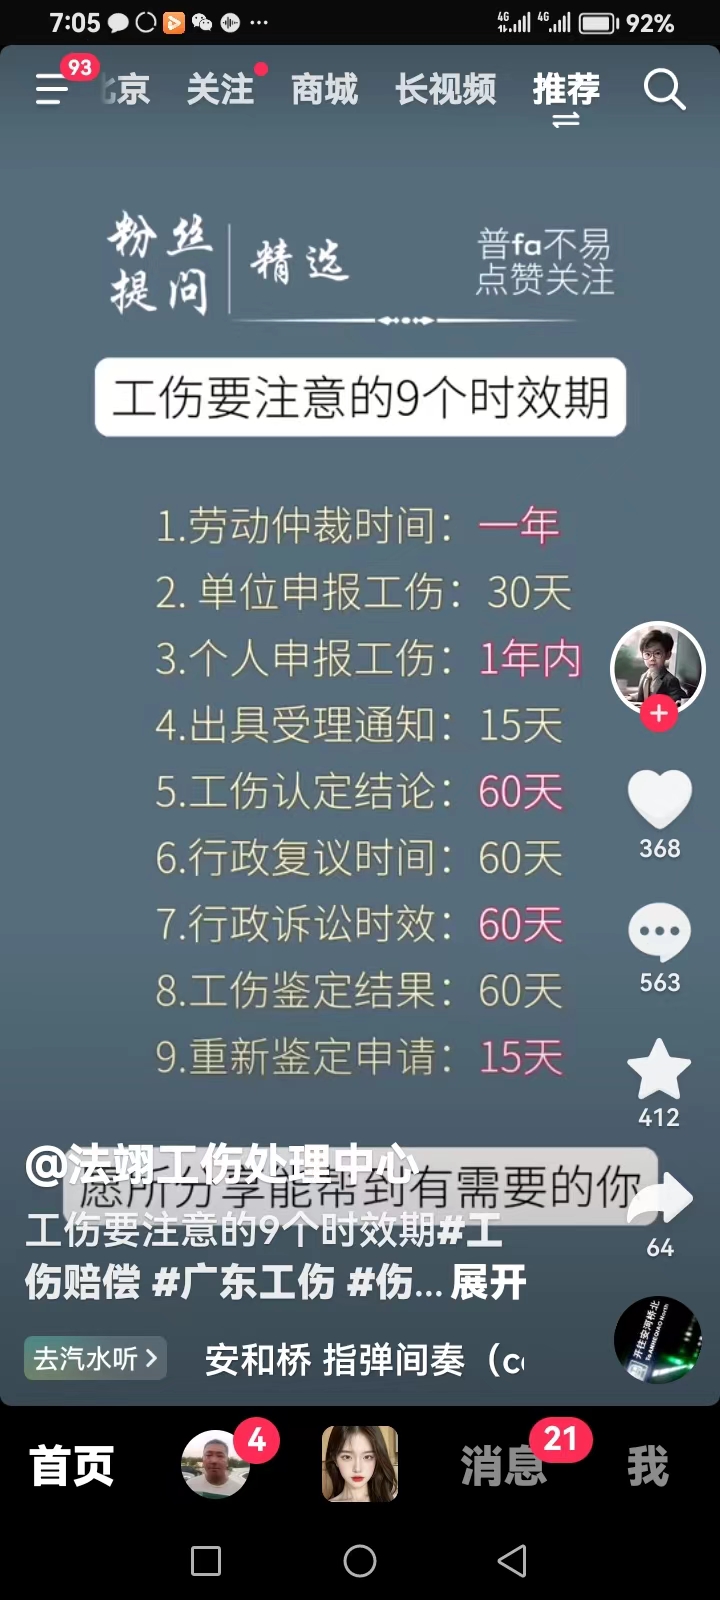 7:05
4G
4G
92%
93
北京
关注
商城
长视频
推荐
粉丝
提问
精选
普fa不易
点赞关注
工伤要注意的9个时效期
1.劳动仲裁时间：一年
2. 单位申报工伤：30天
3.个人申报工伤：1年内
4.出具受理通知：15天
5.工伤认定结论：60天
6.行政复议时间：60天
7.行政诉讼时效：60天
8.工伤鉴定结果：60天
9.重新鉴定申请：15天
368
563
412
64
@法翊工伤处理中心
愿所分享能帮到有需要的你
工伤要注意的9个时效期#工
伤赔偿 #广东工伤 #伤... 展开
去汽水听
安和桥 指弹间奏（c
开往安河桥北
To ANHEQIAO North
首页
4
消息
21
我